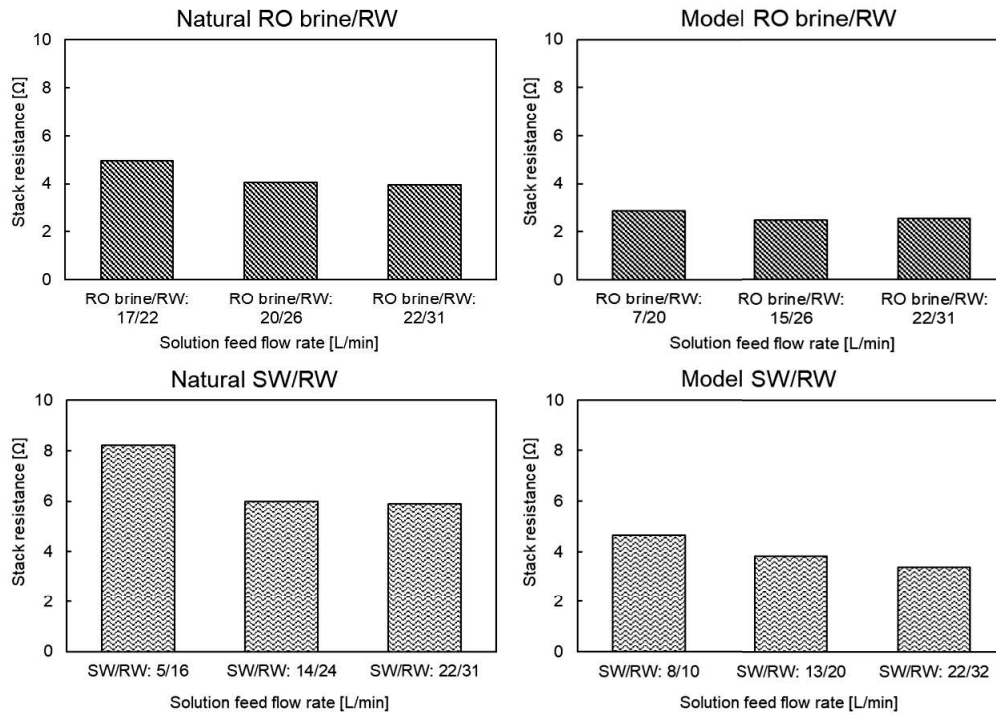 Natural RO brine/RW
Stack resistance [Ω]
10
8
6
4
2
0
RO brine/RW:
17/22
RO brine/RW:
20/26
RO brine/RW:
22/31
Solution feed flow rate [L/min]
Model RO brine/RW
Stack resistance [Ω]
10
8
6
4
2
0
RO brine/RW:
7/20
RO brine/RW:
15/26
RO brine/RW:
22/31
Solution feed flow rate [L/min]
Natural SW/RW
Stack resistance [Ω]
10
8
6
4
2
0
SW/RW: 5/16
SW/RW: 14/24
SW/RW: 22/31
Solution feed flow rate [L/min]
Model SW/RW
Stack resistance [Ω]
10
8
6
4
2
0
SW/RW: 8/10
SW/RW: 13/20
SW/RW: 22/32
Solution feed flow rate [L/min]